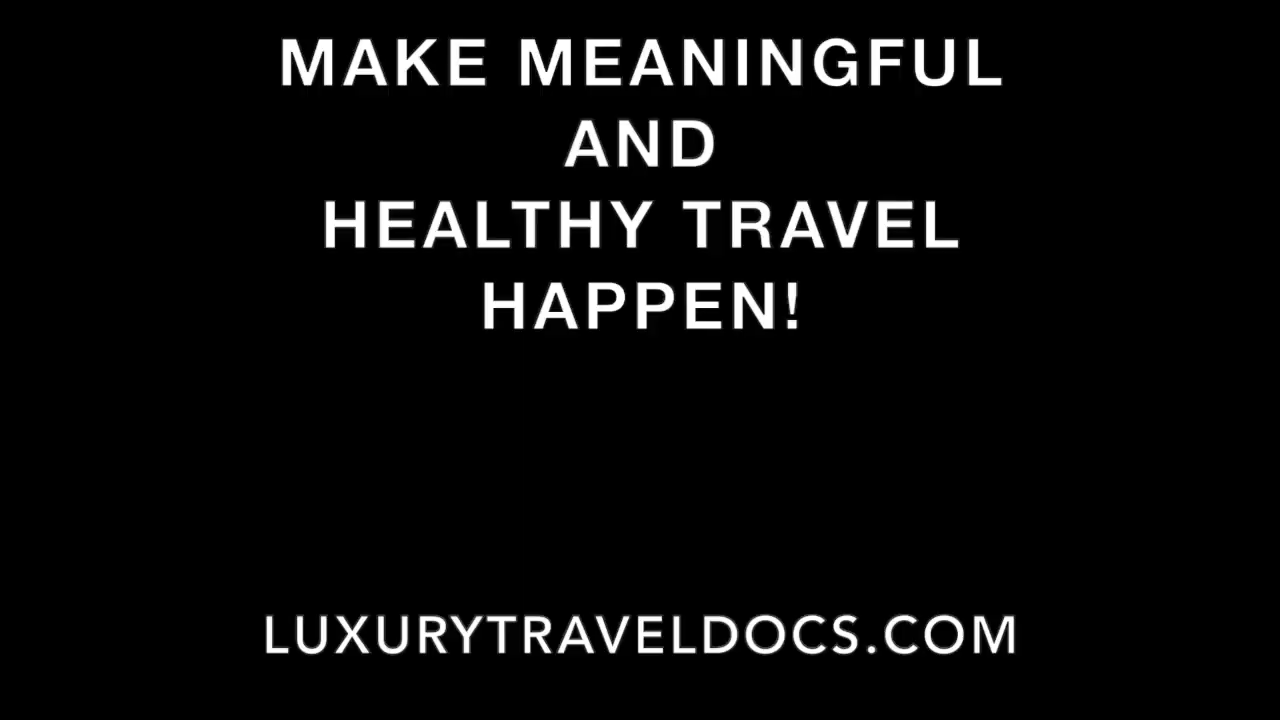 MAKE MEANINGFUL
AND
HEALTHY TRAVEL
HAPPEN!
LUXURYTRAVELDOCS.COM